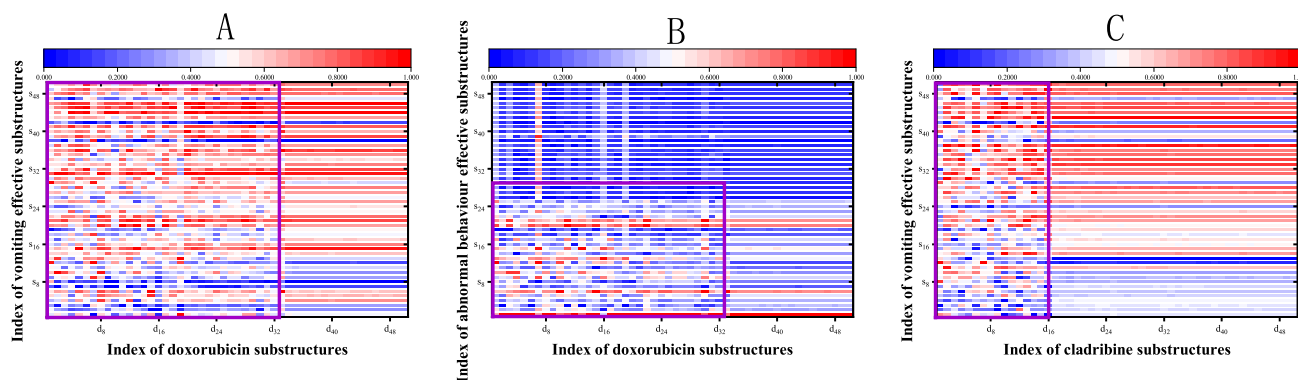 A
0.000 0.2000 0.4000 0.6000 0.8000 1.000
Index of vomiting effective substructures
s48
s40
s32
s24
s16
s8
d8 d16 d24 d32 d40 d48
Index of doxorubicin substructures
B
0.000 0.2000 0.4000 0.6000 0.8000 1.000
Index of abnormal behaviour effective substructures
s48
s40
s32
s24
s16
s8
d8 d16 d24 d32 d40 d48
Index of doxorubicin substructures
C
0.000 0.2000 0.4000 0.6000 0.8000 1.000
Index of vomiting effective substructures
s48
s40
s32
s24
s16
s8
d8 d16 d24 d32 d40 d48
Index of cladribine substructures